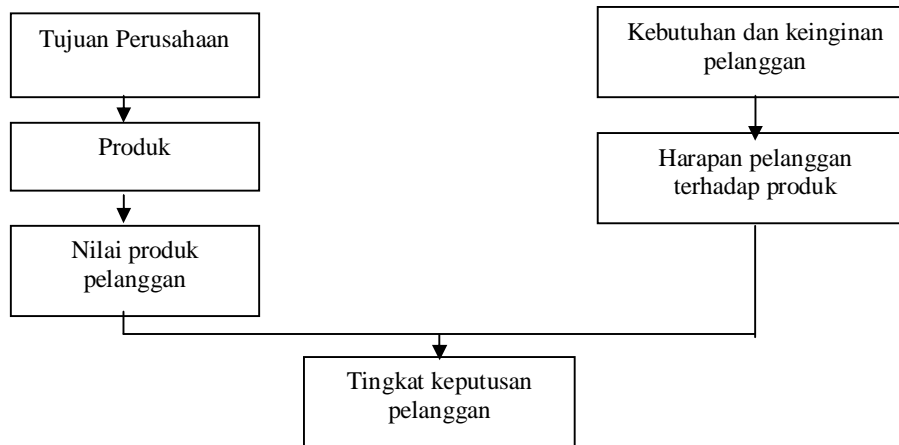 Tujuan Perusahaan
Produk
Nilai produk
pelanggan
Kebutuhan dan keinginan
pelanggan
Harapan pelanggan
terhadap produk
Tingkat keputusan
pelanggan